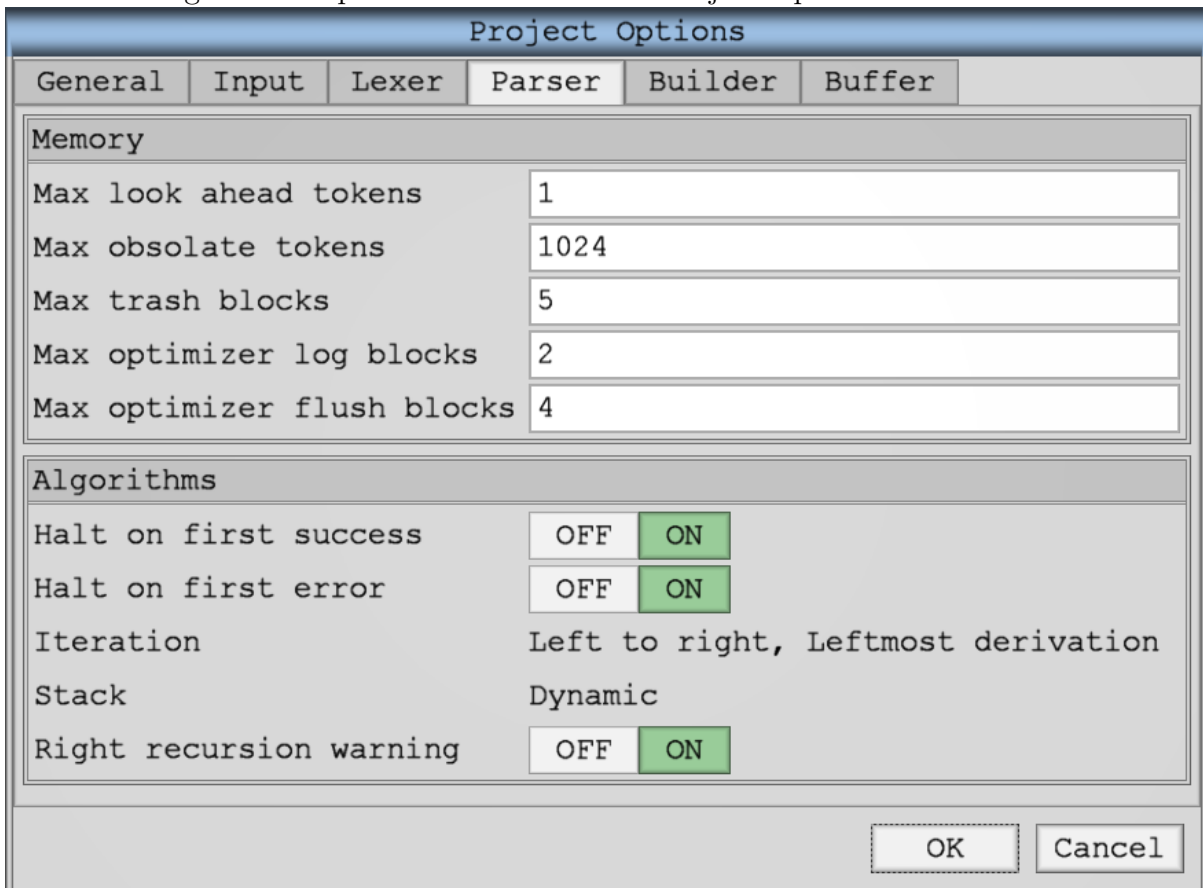 Project Options
General Input Lexer Parser Builder Buffer
Memory
Max look ahead tokens 1
Max obsolate tokens 1024
Max trash blocks 5
Max optimizer log blocks 2
Max optimizer flush blocks 4
Algorithms
Halt on first success OFF ON
Halt on first error OFF ON
Iteration Left to right, Leftmost derivation
Stack Dynamic
Right recursion warning OFF ON
OK Cancel